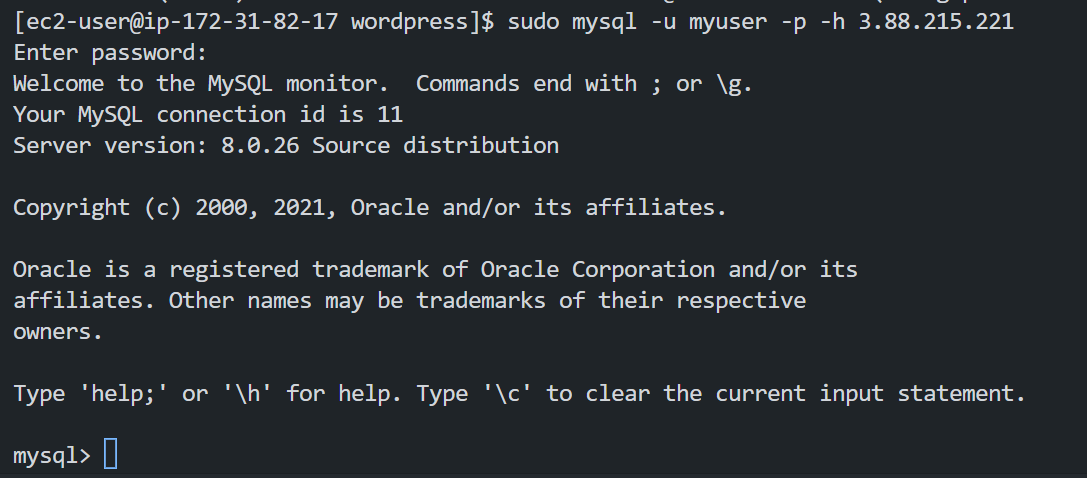 [ec2-user@ip-172-31-82-17 wordpress]$ sudo mysql -u myuser -p -h 3.88.215.221
Enter password:
Welcome to the MySQL monitor.  Commands end with ; or \g.
Your MySQL connection id is 11
Server version: 8.0.26 Source distribution

Copyright (c) 2000, 2021, Oracle and/or its affiliates.

Oracle is a registered trademark of Oracle Corporation and/or its
affiliates. Other names may be trademarks of their respective
owners.

Type 'help;' or '\h' for help. Type '\c' to clear the current input statement.

mysql>